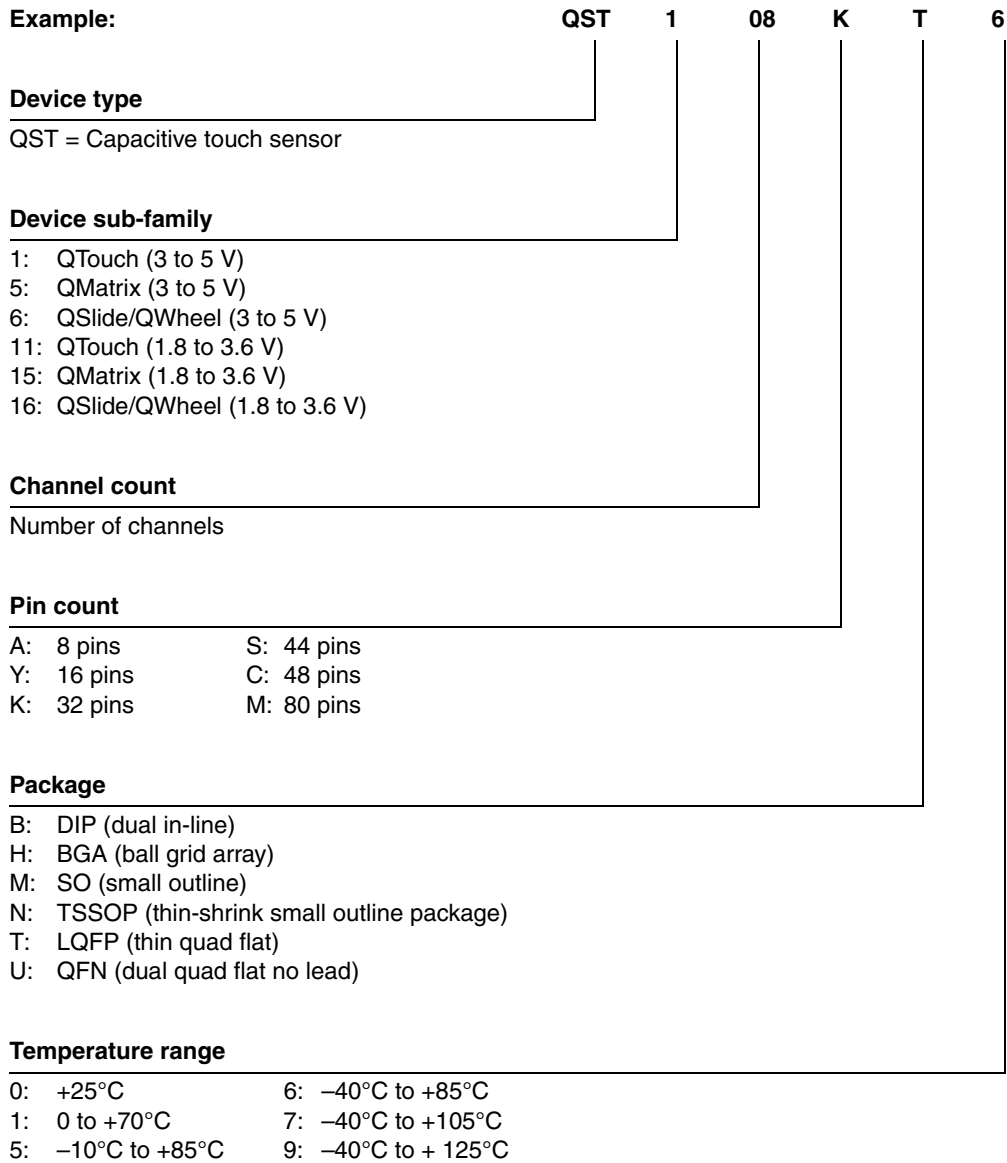 Example: QST 1 08 K T 6
Device type
QST = Capacitive touch sensor
Device sub-family
1: QTouch (3 to 5 V)
5: QMatrix (3 to 5 V)
6: QSlide/QWheel (3 to 5 V)
11: QTouch (1.8 to 3.6 V)
15: QMatrix (1.8 to 3.6 V)
16: QSlide/QWheel (1.8 to 3.6 V)
Channel count
Number of channels
Pin count
A: 8 pins S: 44 pins
Y: 16 pins C: 48 pins
K: 32 pins M: 80 pins
Package
B: DIP (dual in-line)
H: BGA (ball grid array)
M: SO (small outline)
N: TSSOP (thin-shrink small outline package)
T: LQFP (thin quad flat)
U: QFN (dual quad flat no lead)
Temperature range
0: +25°C 6: –40°C to +85°C
1: 0 to +70°C 7: –40°C to +105°C
5: –10°C to +85°C 9: –40°C to + 125°C